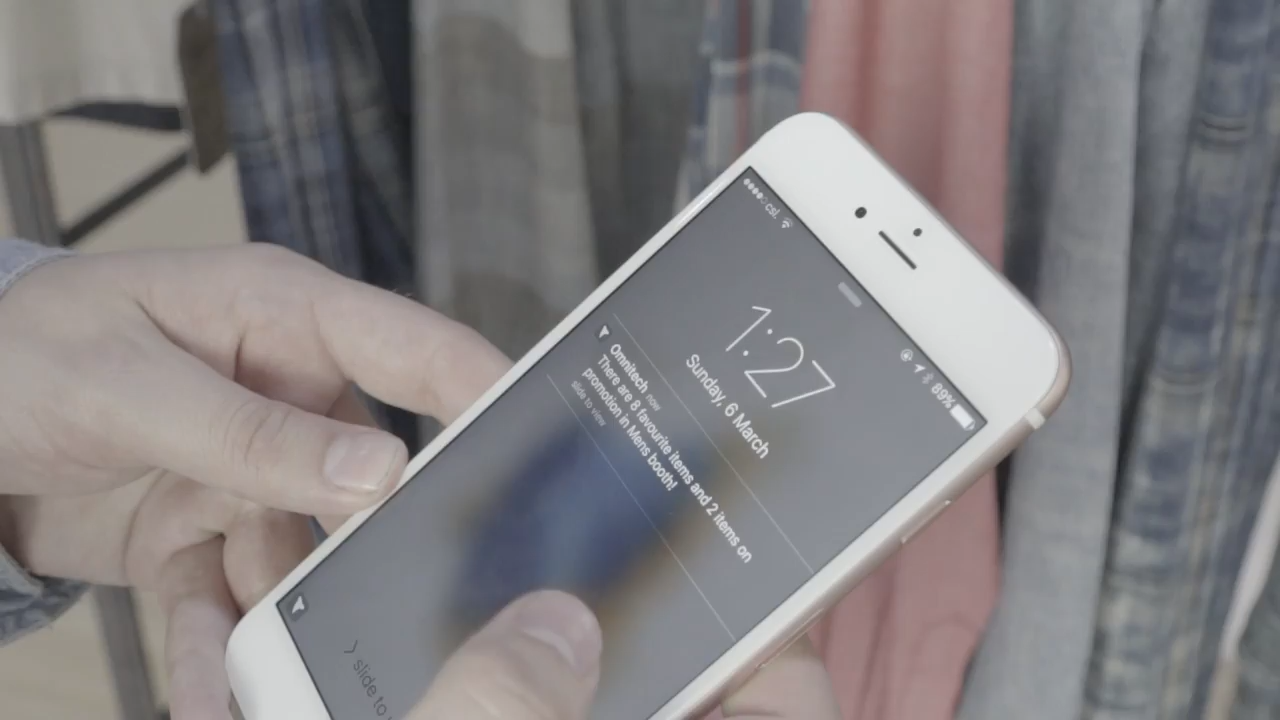 csl.
89%
1:27
Sunday, 6 March
Omnitech now
There are 8 favourite items and 2 items on
promotion in Mens booth!
slide to view
slide to